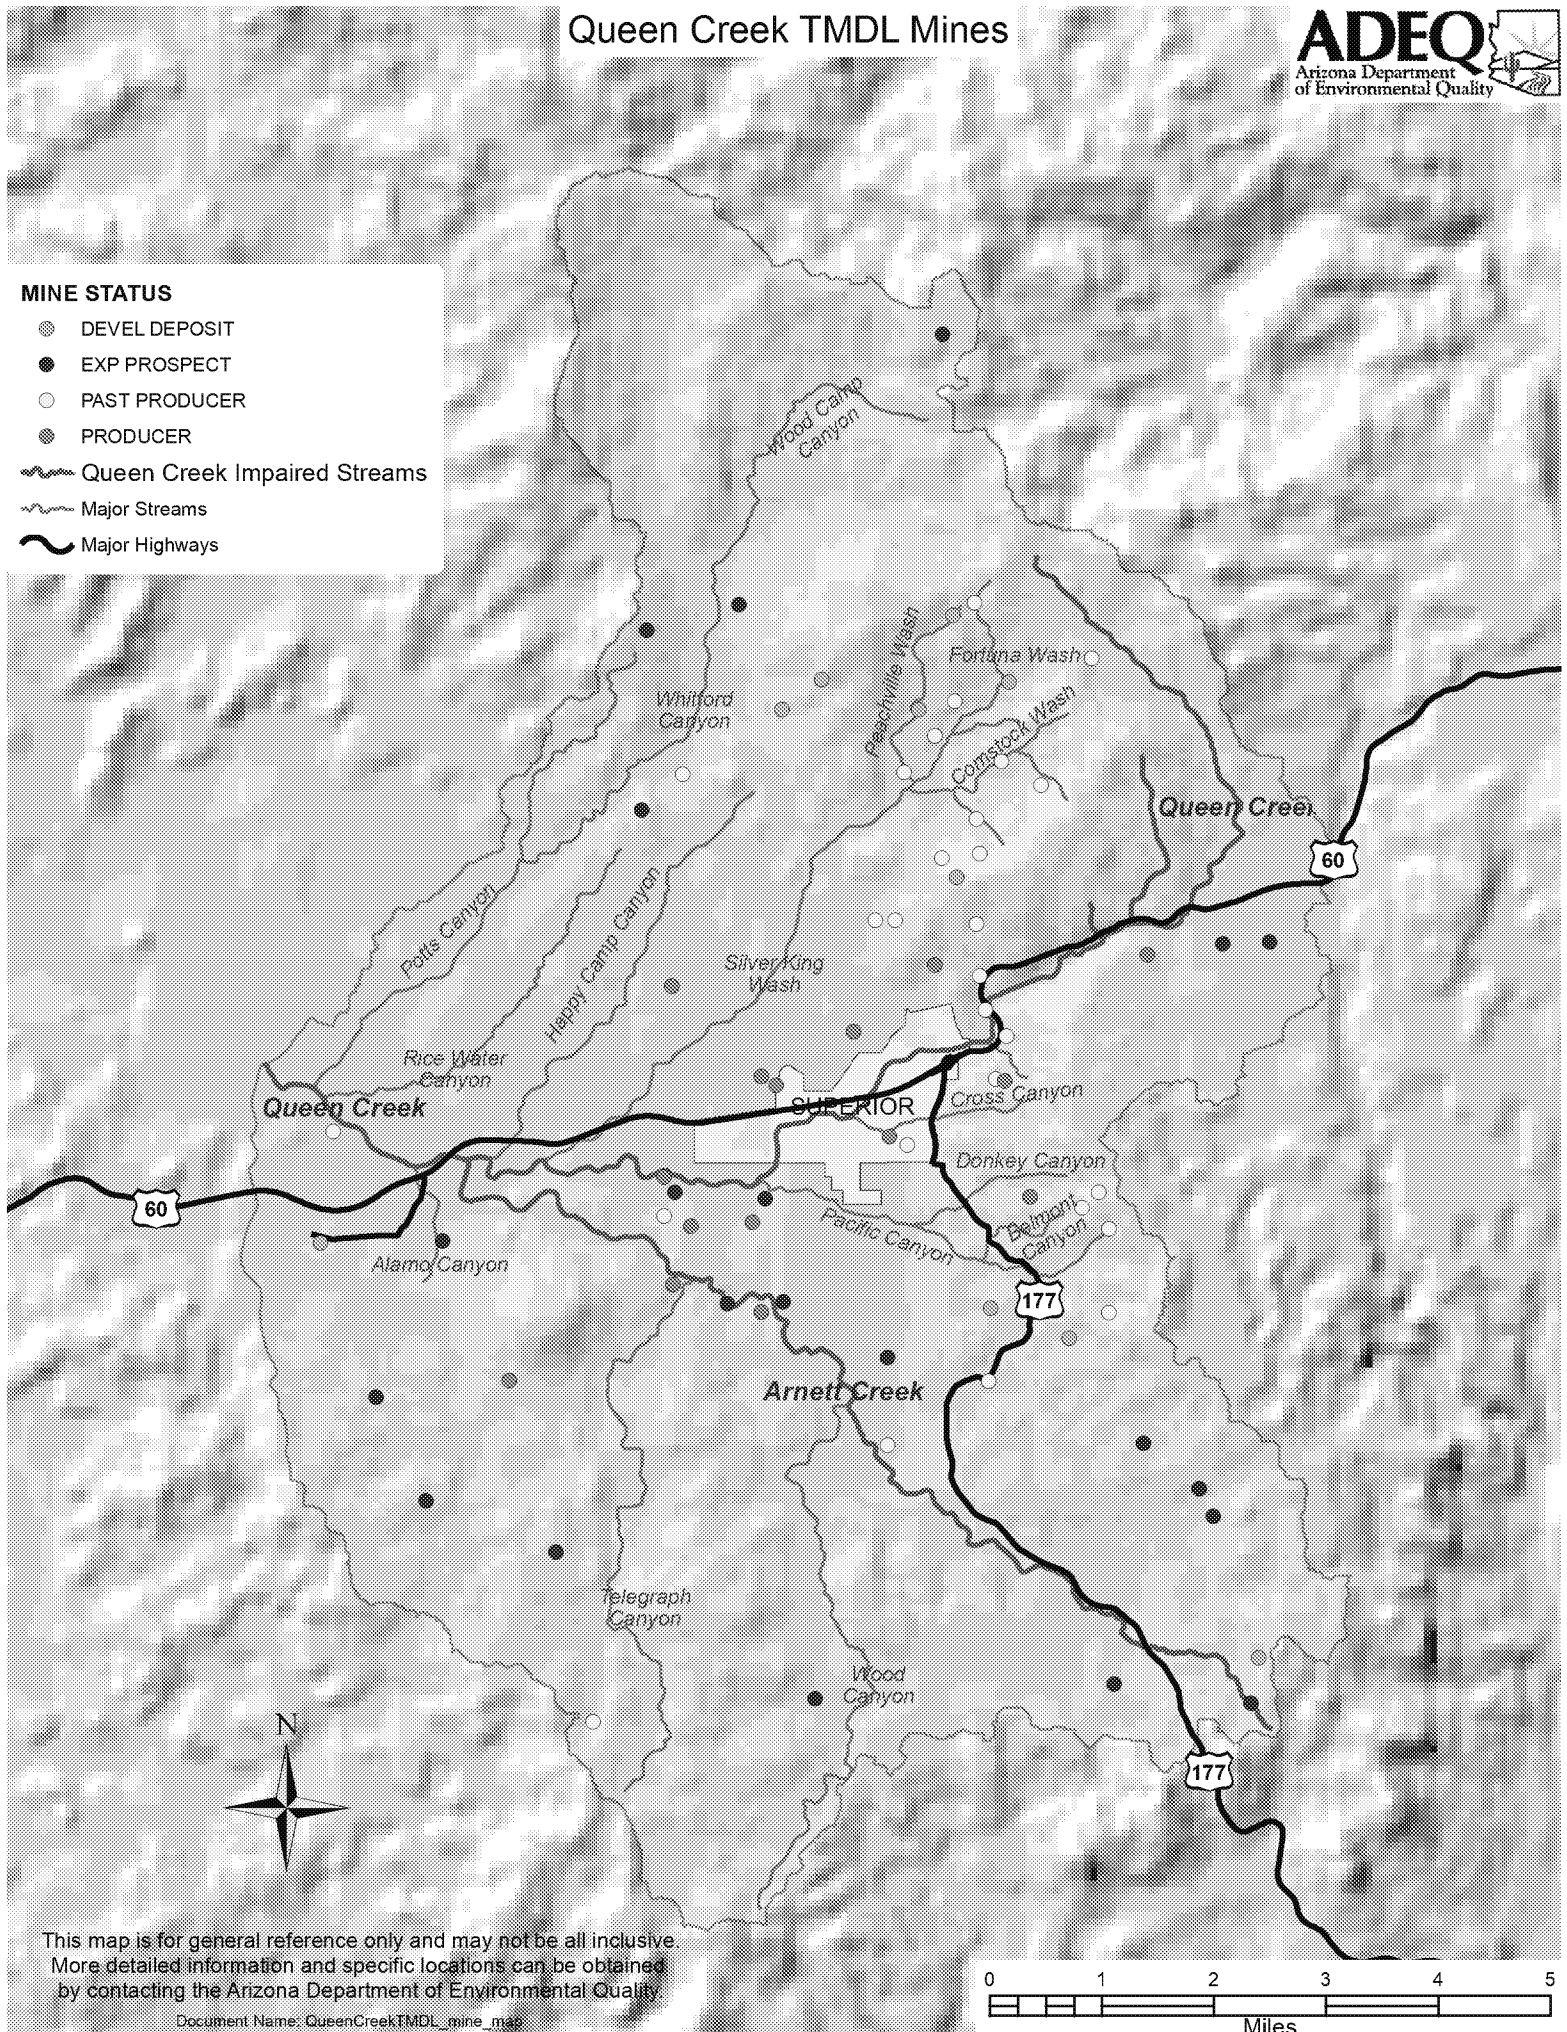 Queen Creek TMDL Mines
ADEQ
Arizona Department
of Environmental Quality
MINE STATUS
DEVEL DEPOSIT
EXP PROSPECT
PAST PRODUCER
PRODUCER
Queen Creek Impaired Streams
Major Streams
Major Highways
Wood Camp
Canyon
Peachville Wash
Fortuna Wash
Whitford
Canyon
Comstock Wash
Queen Creek
60
Potts Canyon
Happy Camp Canyon
Silver King
Wash
Rice Water
Canyon
Queen Creek
SUPERIOR
Cross Canyon
Donkey Canyon
60
Pacific Canyon
Belmont
Canyon
Alamo Canyon
177
Arnett Creek
Telegraph
Canyon
Wood
Canyon
N
177
This map is for general reference only and may not be all inclusive.
More detailed information and specific locations can be obtained
by contacting the Arizona Department of Environmental Quality.
Document Name: QueenCreekTMDL_mine_map
0 1 2 3 4 5
Miles